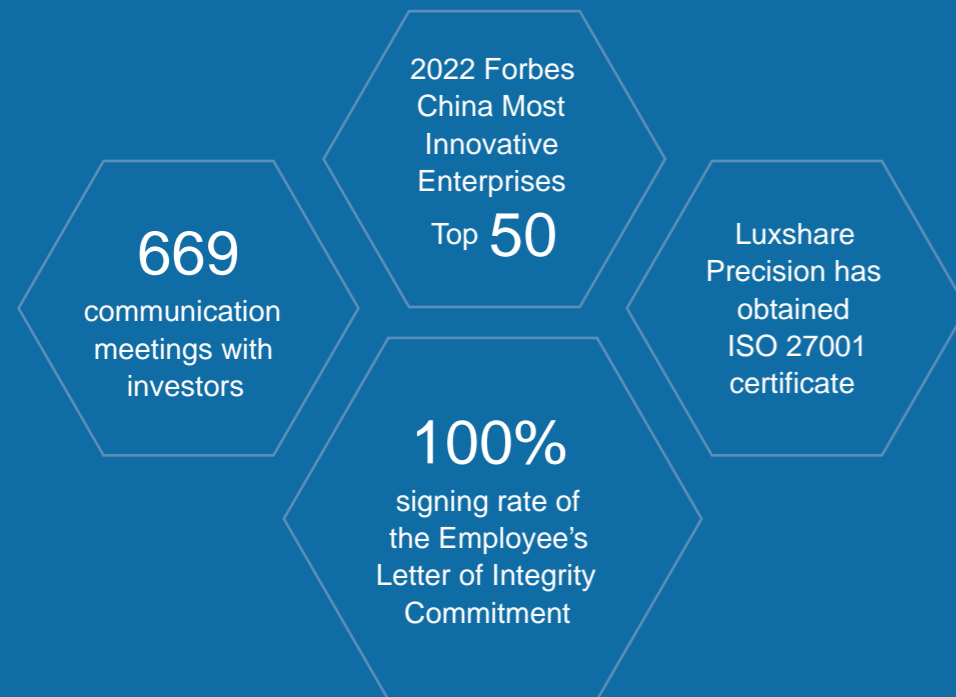 2022 Forbes
China Most
Innovative
Enterprises
Top 50
669
communication
meetings with
investors
Luxshare
Precision has
obtained
ISO 27001
certificate
100%
signing rate of
the Employee's
Letter of Integrity
Commitment